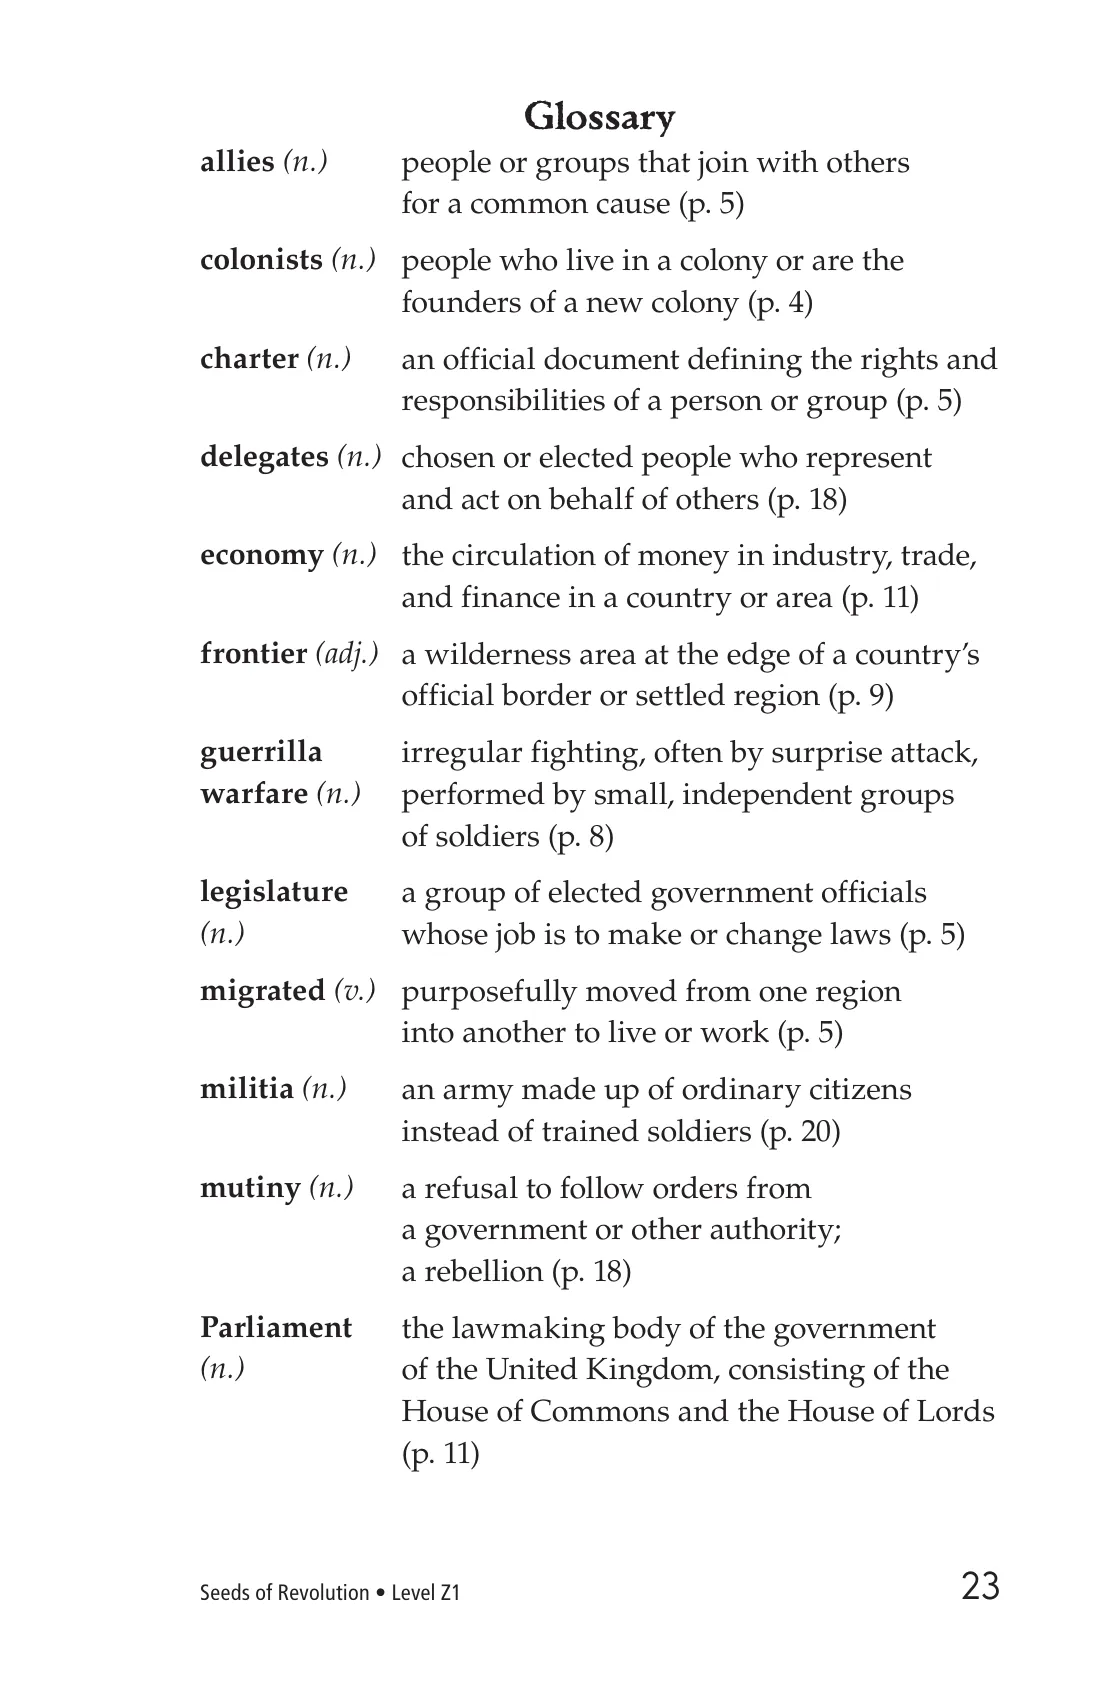 Glossary
allies (n.) people or groups that join with others
for a common cause (p. 5)
colonists (n.) people who live in a colony or are the
founders of a new colony (p. 4)
charter (n.) an official document defining the rights and
responsibilities of a person or group (p. 5)
delegates (n.) chosen or elected people who represent
and act on behalf of others (p. 18)
economy (n.) the circulation of money in industry, trade,
and finance in a country or area (p. 11)
frontier (adj.) a wilderness area at the edge of a country’s
official border or settled region (p. 9)
guerrilla irregular fighting, often by surprise attack,
warfare (n.) performed by small, independent groups
of soldiers (p. 8)
legislature a group of elected government officials
(n.) whose job is to make or change laws (p. 5)
migrated (v.) purposefully moved from one region
into another to live or work (p. 5)
militia (n.) an army made up of ordinary citizens
instead of trained soldiers (p. 20)
mutiny (n.) a refusal to follow orders from
a government or other authority;
a rebellion (p. 18)
Parliament the lawmaking body of the government
(n.) of the United Kingdom, consisting of the
House of Commons and the House of Lords
(p. 11)
Seeds of Revolution • Level Z1 23